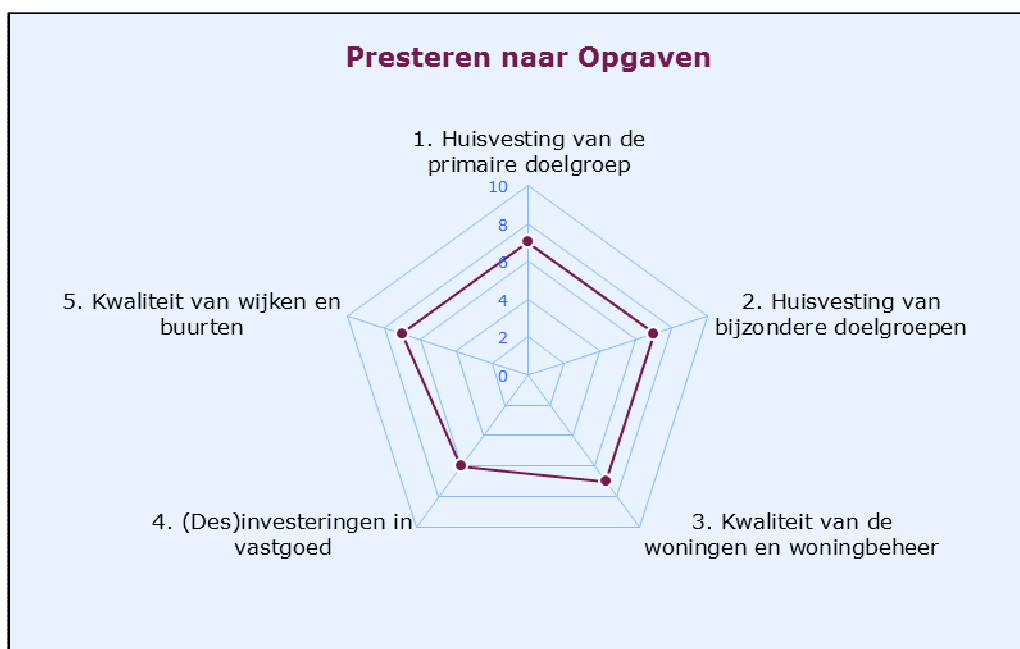 Presteren naar Opgaven
1. Huisvesting van de
primaire doelgroep
10
8
6
4
2
0
5. Kwaliteit van wijken en
buurten
2. Huisvesting van
bijzondere doelgroepen
4. (Des)investeringen in
vastgoed
3. Kwaliteit van de
woningen en woningbeheer